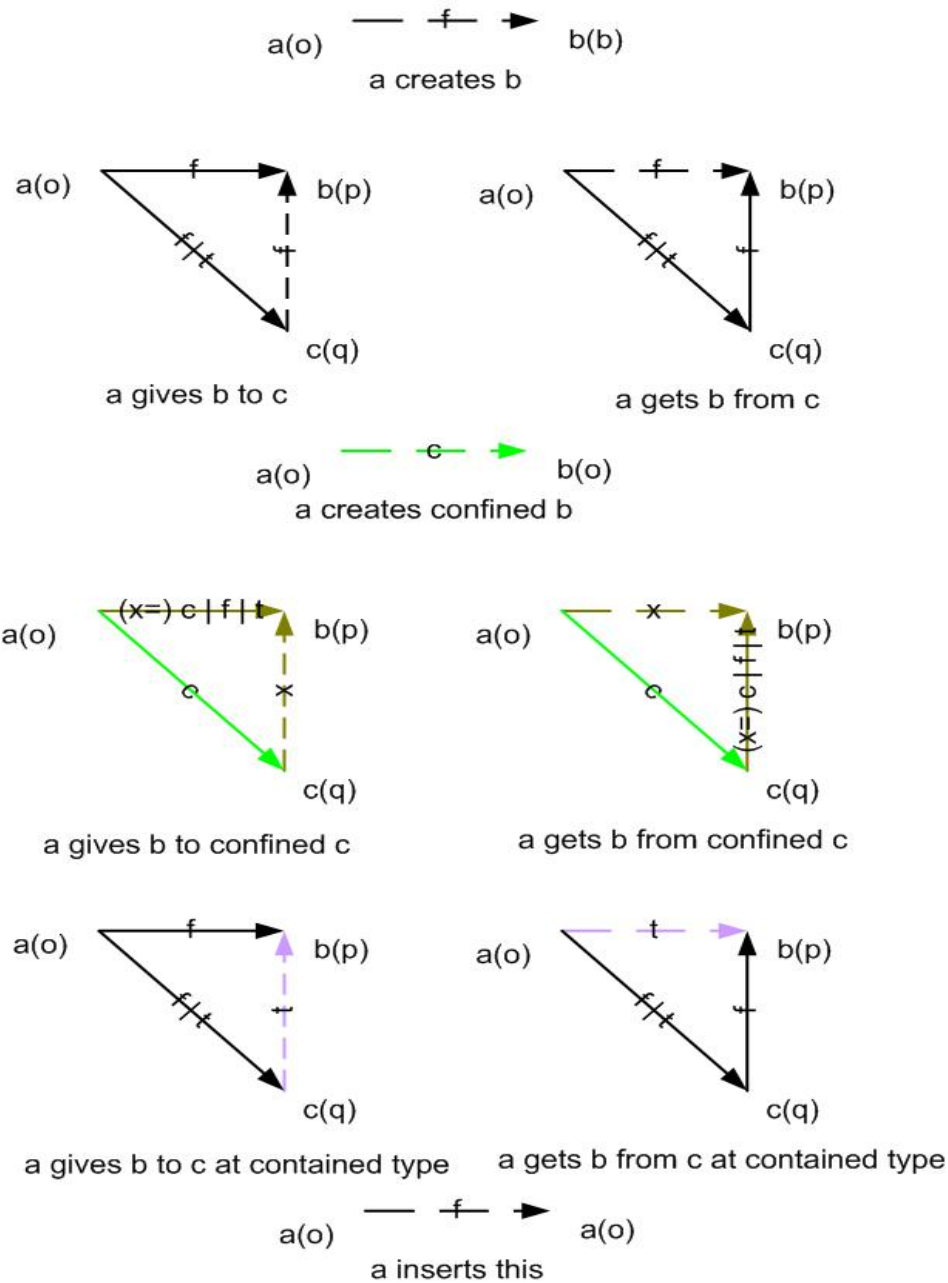 f
a(o) b(b)
a creates b
f f
a(o) b(p) a(o) b(p)
f|t f f|t f
c(q) c(q)
a gives b to c a gets b from c
c
a(o) b(o)
a creates confined b
(x=) c | f | t x
a(o) b(p) a(o) b(p)
c x c (x=) c | f | t
c(q) c(q)
a gives b to confined c a gets b from confined c
f t
a(o) b(p) a(o) b(p)
f|t t f|t f
c(q) c(q)
a gives b to c at contained type a gets b from c at contained type
f
a(o) a(o)
a inserts this